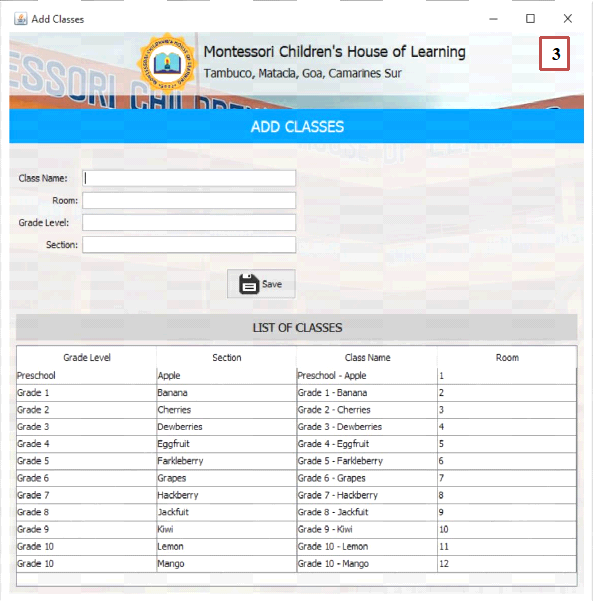 Add Classes
Montessori Children's House of Learning
3
Tambuco, Matacla, Goa, Camarines Sur
ADD CLASSES
Class Name:
Room:
Grade Level:
Section:
Save
LIST OF CLASSES
Grade Level Section Class Name Room
Preschool Apple Preschool - Apple 1
Grade 1 Banana Grade 1 - Banana 2
Grade 2 Cherries Grade 2 - Cherries 3
Grade 3 Dewberries Grade 3 - Dewberries 4
Grade 4 Eggfruit Grade 4 - Eggfruit 5
Grade 5 Farkleberry Grade 5 - Farkleberry 6
Grade 6 Grapes Grade 6 - Grapes 7
Grade 7 Hackberry Grade 7 - Hackberry 8
Grade 8 Jackfuit Grade 8 - Jackfuit 9
Grade 9 Kiwi Grade 9 - Kiwi 10
Grade 10 Lemon Grade 10 - Lemon 11
Grade 10 Mango Grade 10 - Mango 12